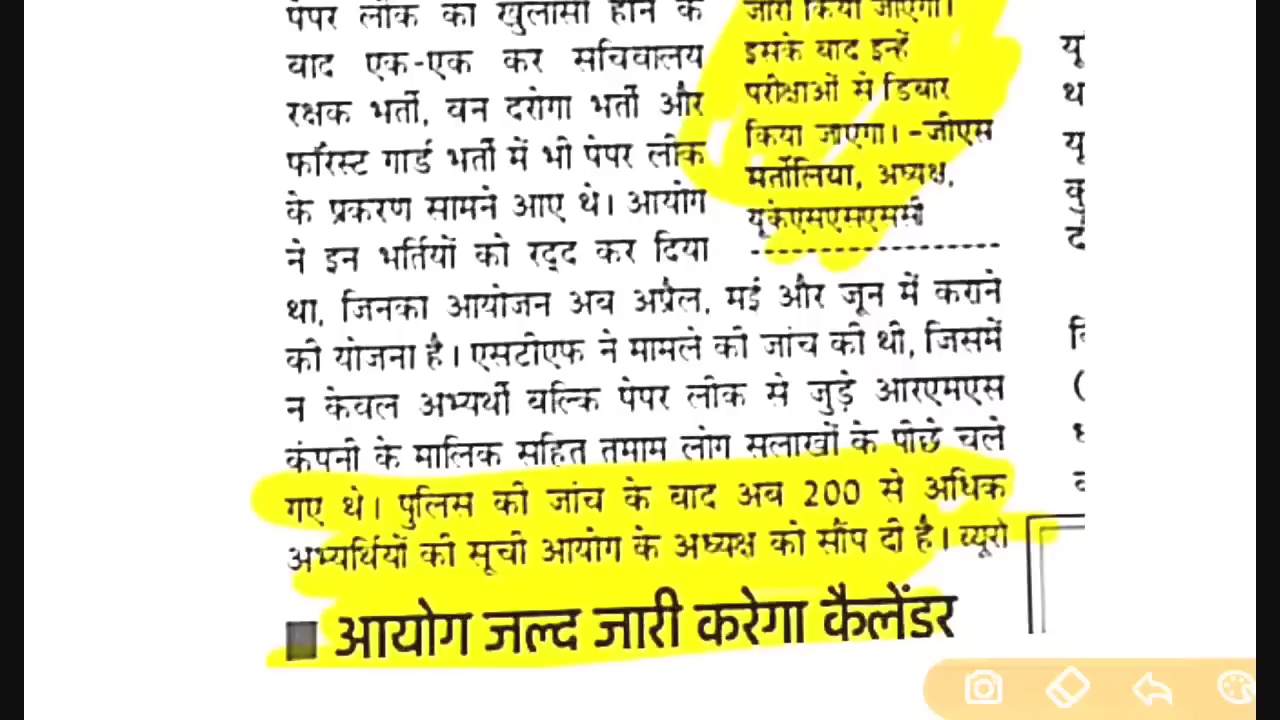 पेपर लीक का खुलासा होने के
बाद एक-एक कर सचिवालय
रक्षक भर्ती, वन दरोगा भर्ती और
फॉरेस्ट गार्ड भर्ती में भी पेपर लीक
के प्रकरण सामने आए थे। आयोग
ने इन भर्तियों को रद्द कर दिया
जारी किया जाएगा।
इसके बाद इन्हें
परीक्षाओं से डिबार
किया जाएगा। -जीएस
मर्तोलिया, अध्यक्ष,
यूकेएसएसएससी
था, जिनका आयोजन अब अप्रैल, मई और जून में कराने
की योजना है। एसटीएफ ने मामले की जांच की थी, जिसमें
न केवल अभ्यर्थी बल्कि पेपर लीक से जुड़े आरएमएस
कंपनी के मालिक सहित तमाम लोग सलाखों के पीछे चले
गए थे। पुलिस की जांच के बाद अब 200 से अधिक
अभ्यर्थियों की सूची आयोग के अध्यक्ष को सौंप दी है। ब्यूरो
■ आयोग जल्द जारी करेगा कैलेंडर
यू
थ
यू
कु
(